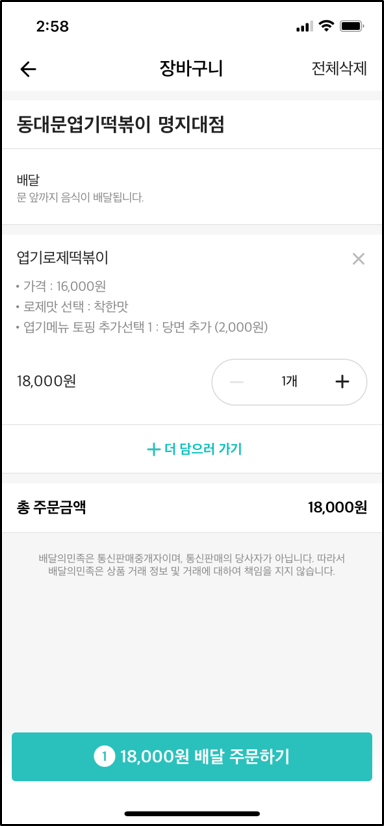 2:58
장바구니 전체삭제
동대문엽기떡볶이 명지대점
배달
문 앞까지 음식이 배달됩니다.
엽기로제떡볶이
• 가격 : 16,000원
• 로제맛 선택 : 착한맛
• 엽기메뉴 토핑 추가선택 1 : 당면 추가 (2,000원)
18,000원 1개
더 담으러 가기
총 주문금액 18,000원
배달의민족은 통신판매중개자이며, 통신판매의 당사자가 아닙니다. 따라서
배달의민족은 상품 거래 정보 및 거래에 대하여 책임을 지지 않습니다.
1 18,000원 배달 주문하기